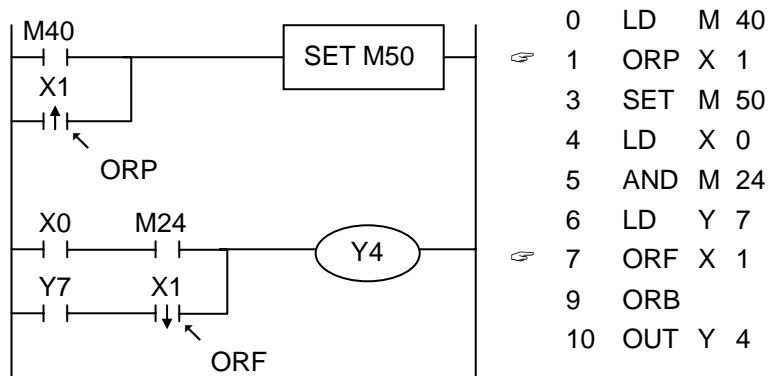 M40
SET M50
X1
ORP
X0 M24
Y4
Y7 X1
ORF
0 LD M 40
☞ 1 ORP X 1
3 SET M 50
4 LD X 0
5 AND M 24
6 LD Y 7
☞ 7 ORF X 1
9 ORB
10 OUT Y 4